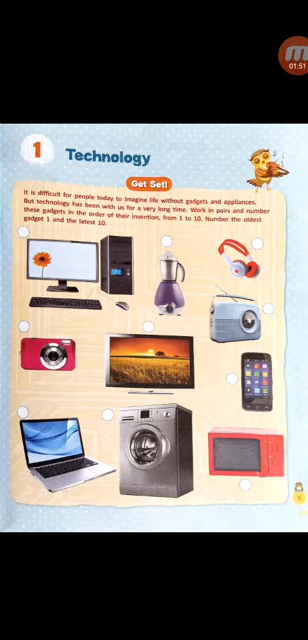 01:51
1 Technology
Get Set!
It is difficult for people today to imagine life without gadgets and appliances.
But technology has been with us for a very long time. Work in pairs and number
these gadgets in the order of their invention, from 1 to 10. Number the oldest
gadget 1 and the latest 10.